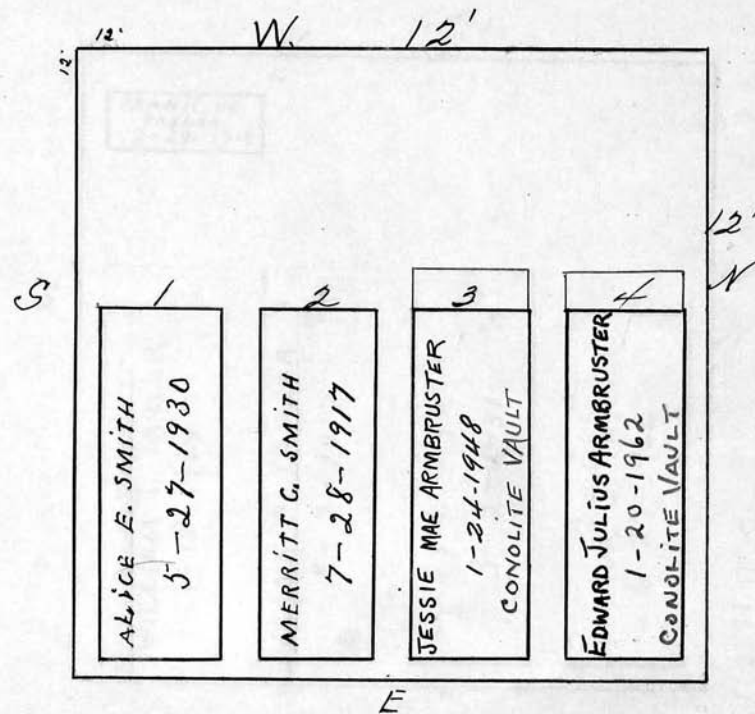 12'
W.
12'
12'
12'
S
N
1
2
3
4
ALICE E. SMITH
5-27-1930
MERRITT C. SMITH
7-28-1917
JESSIE MAE ARMBRUSTER
1-24-1948
CONOLITE VAULT
EDWARD JULIUS ARMBRUSTER
1-20-1962
CONOLITE VAULT
E